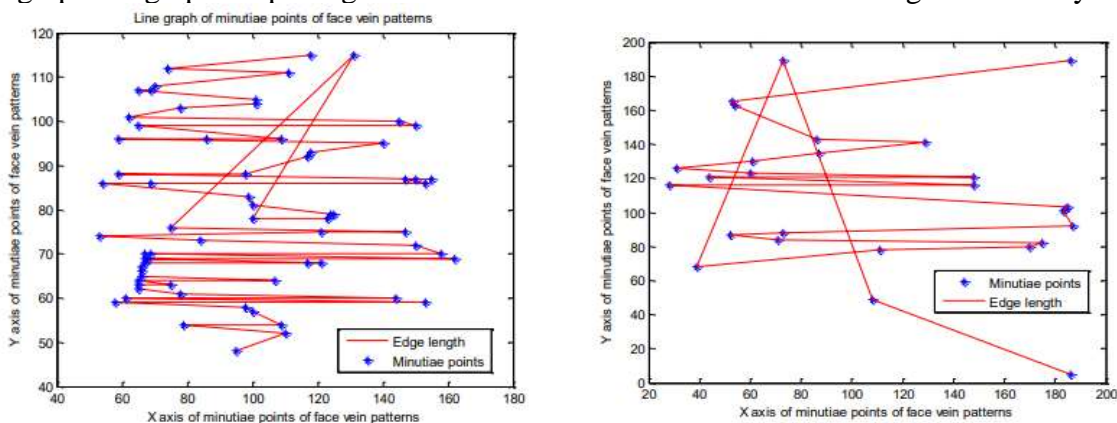 Line graph of minutiae points of face vein patterns
120
110
100
90
80
70
60
50
40
40 60 80 100 120 140 160 180
Y axis of minutiae points of face vein patterns
X axis of minutiae points of face vein patterns
Edge length
Minutiae points
200
180
160
140
120
100
80
60
40
20
0
20 40 60 80 100 120 140 160 180 200
Y axis of minutiae points of face vein patterns
X axis of minutiae points of face vein patterns
Minutiae points
Edge length